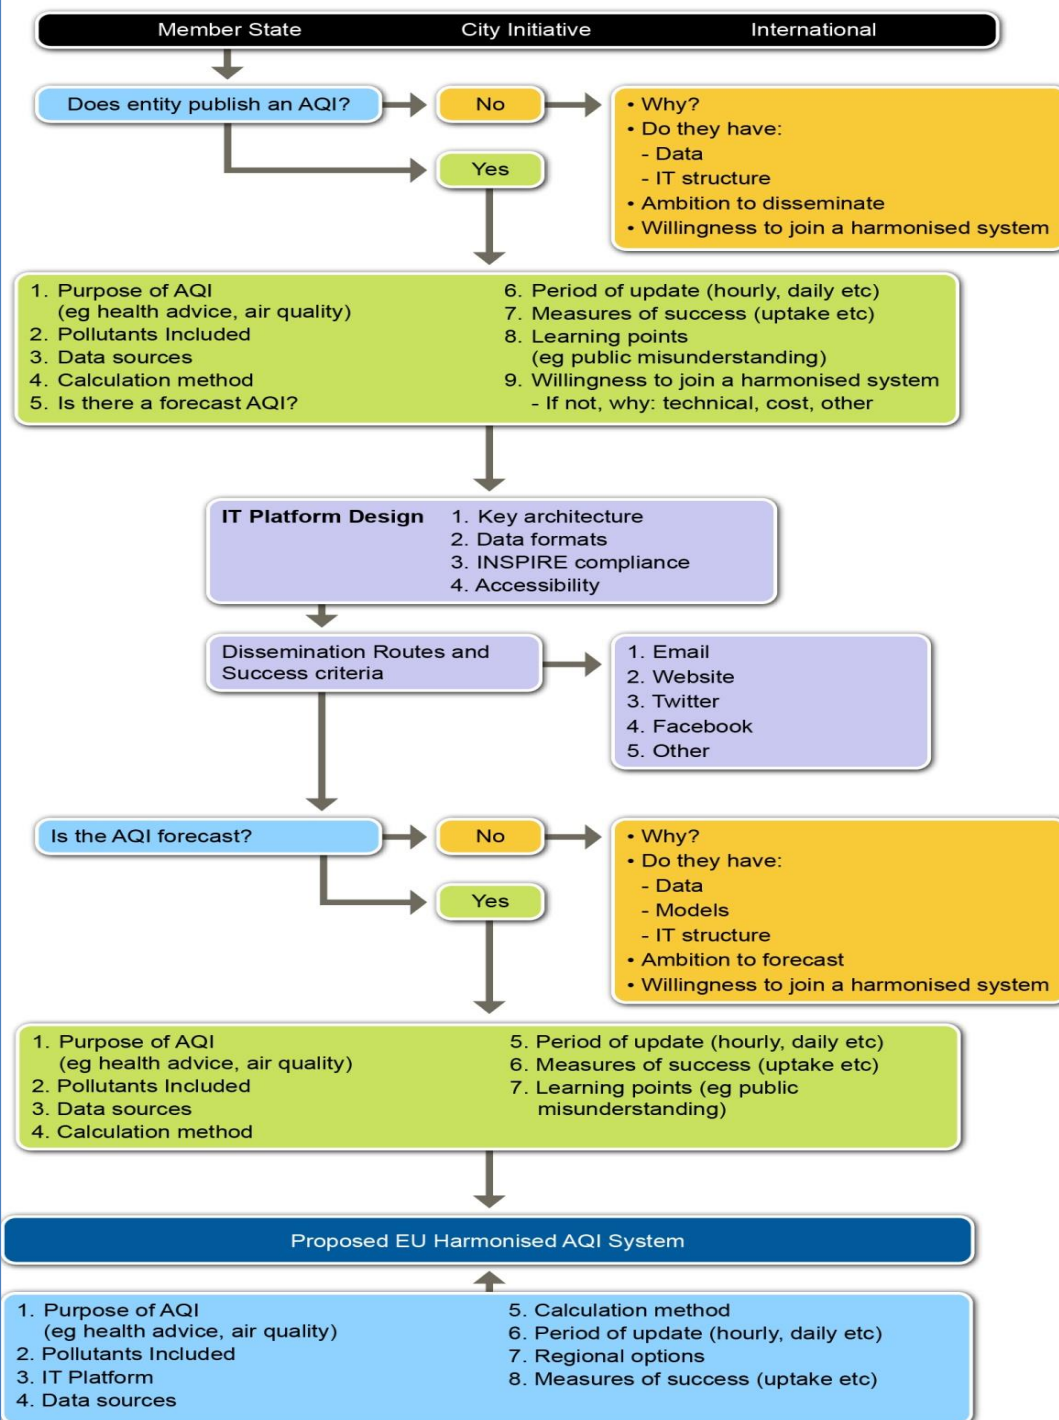 Member State City Initiative International
Does entity publish an AQI?
No
• Why?
• Do they have:
- Data
- IT structure
• Ambition to disseminate
• Willingness to join a harmonised system
Yes
1. Purpose of AQI
(eg health advice, air quality)
2. Pollutants Included
3. Data sources
4. Calculation method
5. Is there a forecast AQI?
6. Period of update (hourly, daily etc)
7. Measures of success (uptake etc)
8. Learning points
(eg public misunderstanding)
9. Willingness to join a harmonised system
- If not, why: technical, cost, other
IT Platform Design
1. Key architecture
2. Data formats
3. INSPIRE compliance
4. Accessibility
Dissemination Routes and
Success criteria
1. Email
2. Website
3. Twitter
4. Facebook
5. Other
Is the AQI forecast?
No
• Why?
• Do they have:
- Data
- Models
- IT structure
• Ambition to forecast
• Willingness to join a harmonised system
Yes
1. Purpose of AQI
(eg health advice, air quality)
2. Pollutants Included
3. Data sources
4. Calculation method
5. Period of update (hourly, daily etc)
6. Measures of success (uptake etc)
7. Learning points (eg public
misunderstanding)
Proposed EU Harmonised AQI System
1. Purpose of AQI
(eg health advice, air quality)
2. Pollutants Included
3. IT Platform
4. Data sources
5. Calculation method
6. Period of update (hourly, daily etc)
7. Regional options
8. Measures of success (uptake etc)